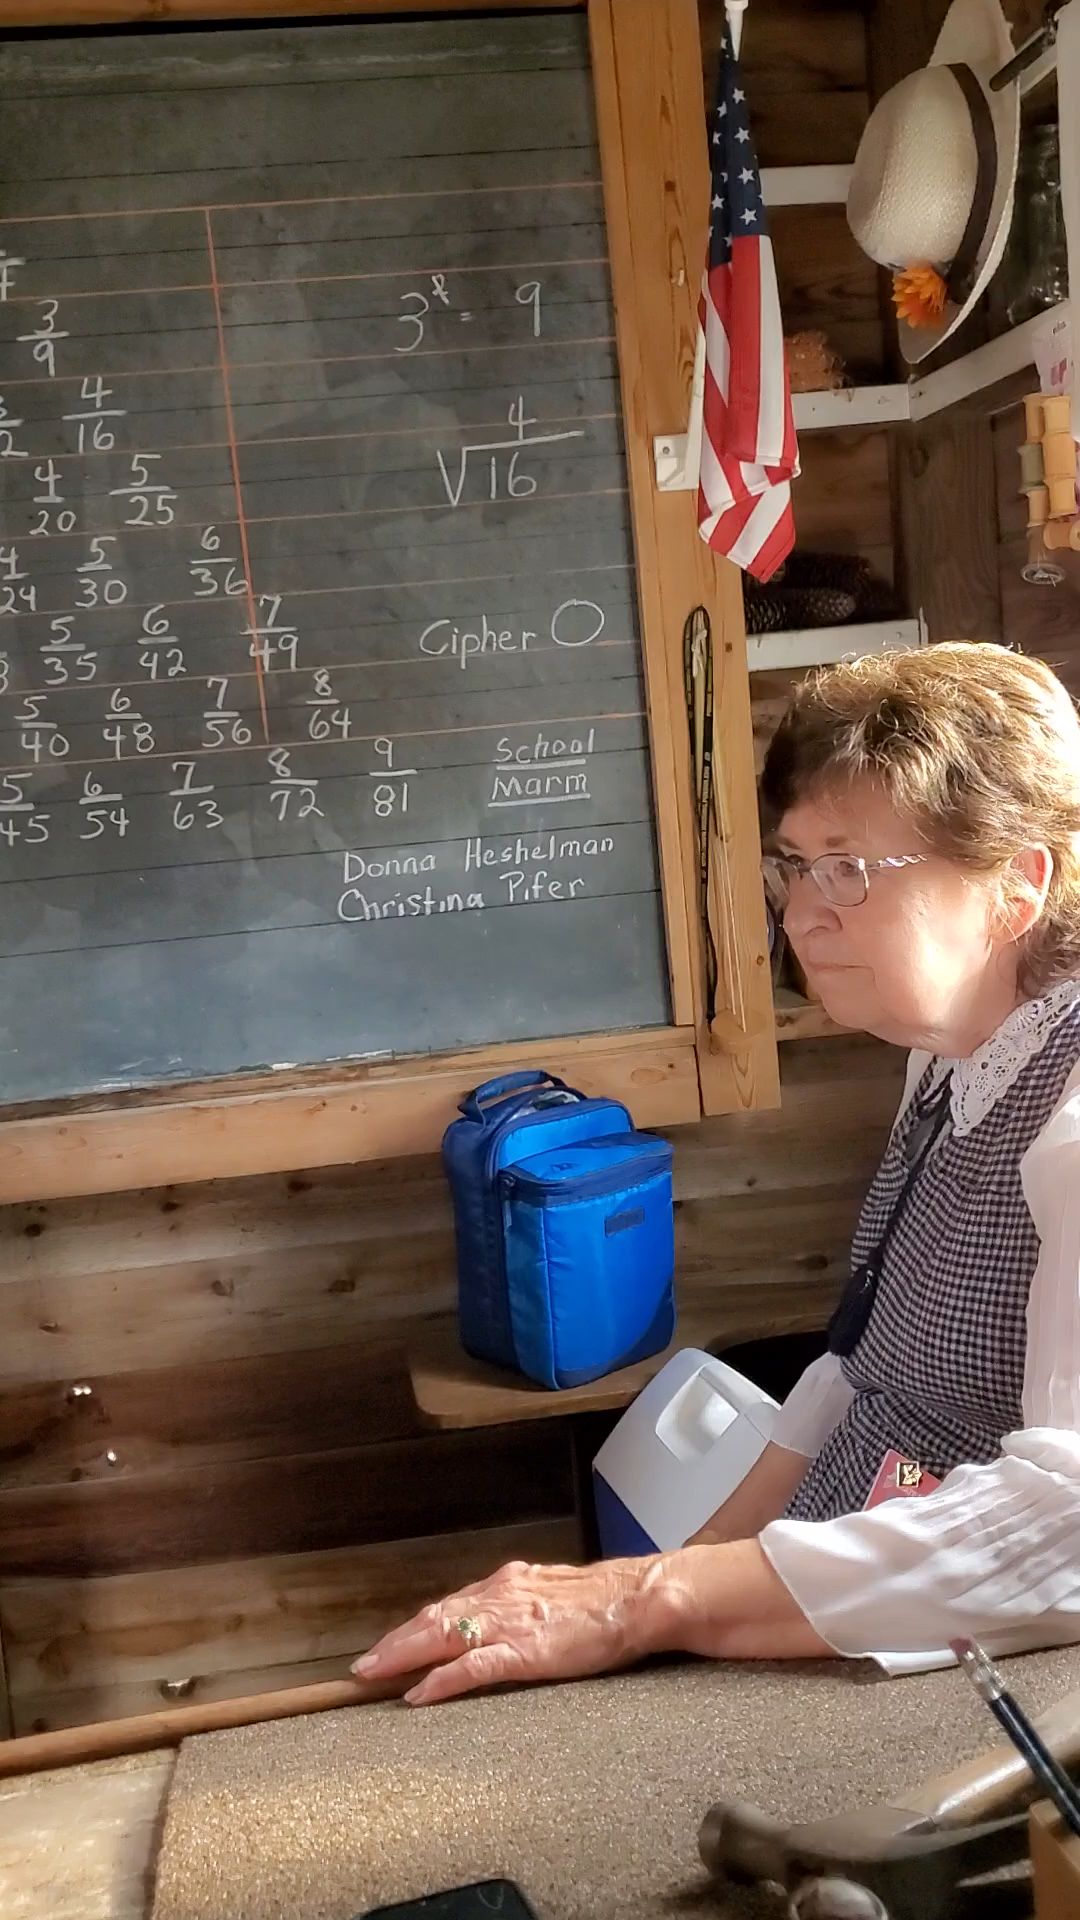 3
9
4
16
4 5
20 25
4 5 6
24 30 36
5 6 7
35 42 49
5 6 7 8
40 48 56 64
5 6 7 8 9
45 54 63 72 81
3 = 9
4
√16
Cipher O
School
Marm
Donna Heshelman
Christina Pifer